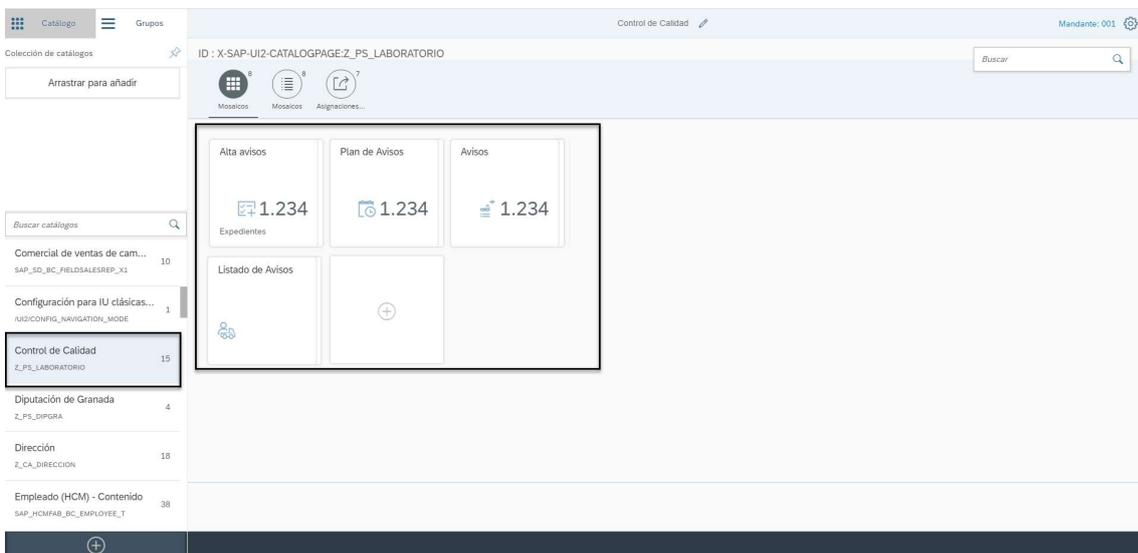 Catálogo
Grupos
Control de Calidad
Mandante: 001
Colección de catálogos
ID : X-SAP-UI2-CATALOGPAGE:Z_PS_LABORATORIO
Buscar
Arrastrar para añadir
8
8
7
Mosaicos
Mosaicos
Asignaciones...
Alta avisos
Plan de Avisos
Avisos
1.234
1.234
1.234
Expedientes
Listado de Avisos
Buscar catálogos
Comercial de ventas de cam...
10
SAP_SD_BC_FIELDSALESREP_X1
Configuración para IU clásicas...
1
/UI2/CONFIG_NAVIGATION_MODE
Control de Calidad
15
Z_PS_LABORATORIO
Diputación de Granada
4
Z_PS_DIPGRA
Dirección
18
Z_CA_DIRECCION
Empleado (HCM) - Contenido
38
SAP_HCMFAB_BC_EMPLOYEE_T